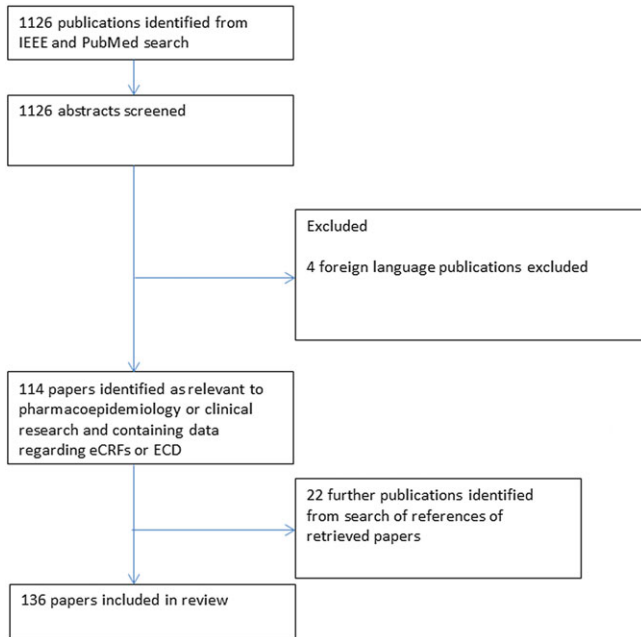 1126 publications identified from
IEEE and PubMed search
1126 abstracts screened
Excluded
4 foreign language publications excluded
114 papers identified as relevant to
pharmacoepidemiology or clinical
research and containing data
regarding eCRFs or ECD
22 further publications identified
from search of references of
retrieved papers
136 papers included in review